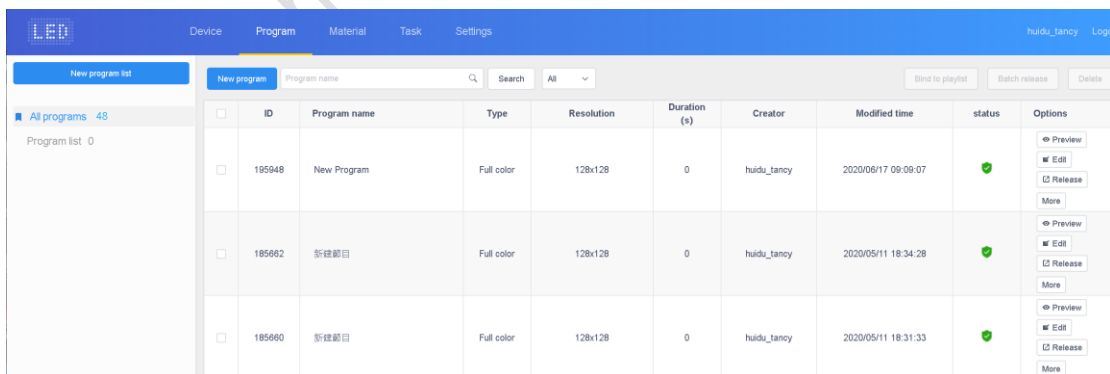 LED Device Program Material Task Settings huidu_tancy
New program list
New program Program name Search All Bind to playlist Batch release Delete
All programs 48
Program list 0
ID Program name Type Resolution Duration (s) Creator Modified time status Options
195948 New Program Full color 128x128 0 huidu_tancy 2020/06/17 09:09:07
Preview
Edit
Release
More
185662 新建節目 Full color 128x128 0 huidu_tancy 2020/05/11 18:34:28
Preview
Edit
Release
More
185660 新建節目 Full color 128x128 0 huidu_tancy 2020/05/11 18:31:33
Preview
Edit
Release
More